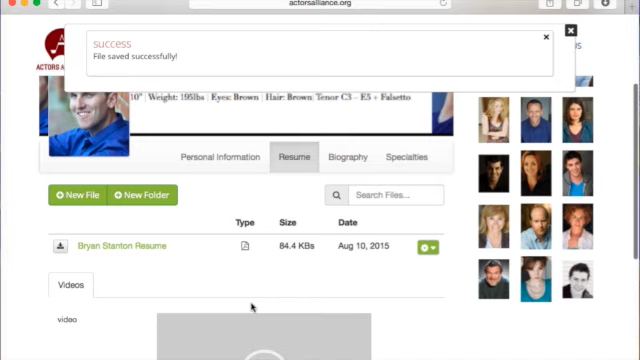 actorsalliance.org
success
File saved successfully!
10" | Weight: 195lbs | Eyes: Brown | Hair: Brown| Tenor C3 – E5 + Falsetto
Personal Information
Resume
Biography
Specialties
New File
New Folder
Search Files...
Type
Size
Date
Bryan Stanton Resume
84.4 KBs
Aug 10, 2015
Videos
video